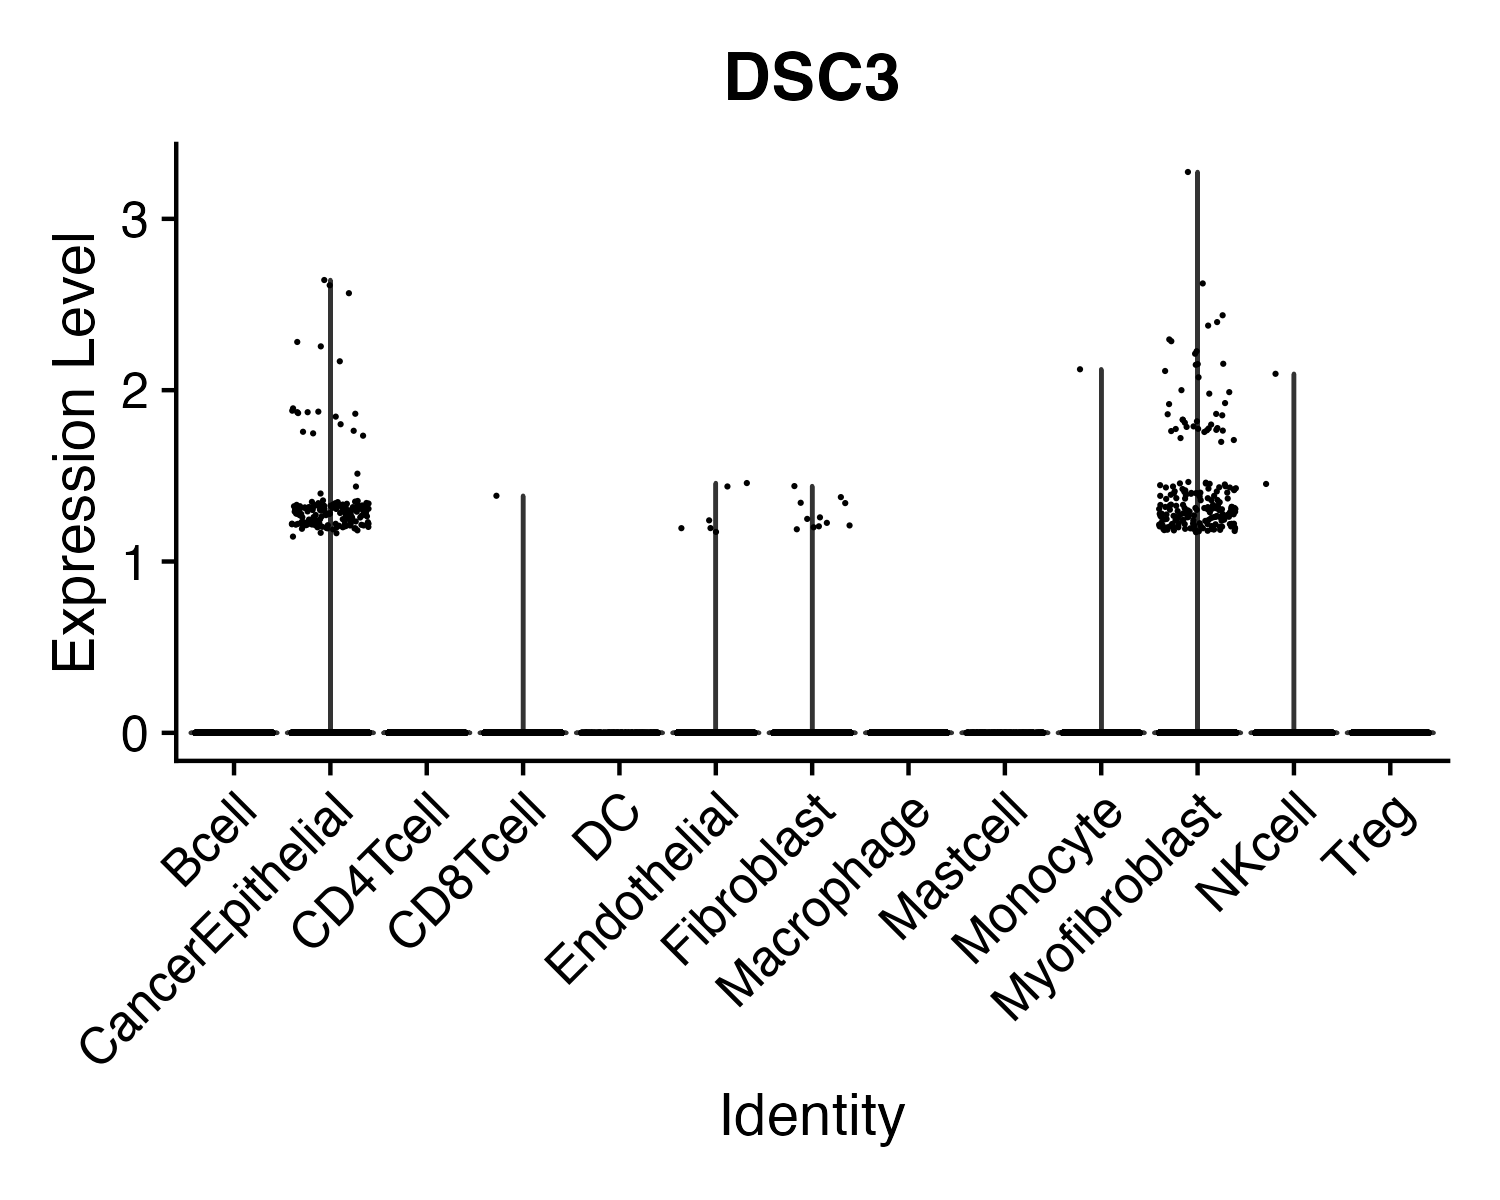 DSC3
Expression Level
3
2
1
0
Bcell
CancerEpithelial
CD4Tcell
CD8Tcell
DC
Endothelial
Fibroblast
Macrophage
Mastcell
Monocyte
Myofibroblast
NKcell
Treg
Identity